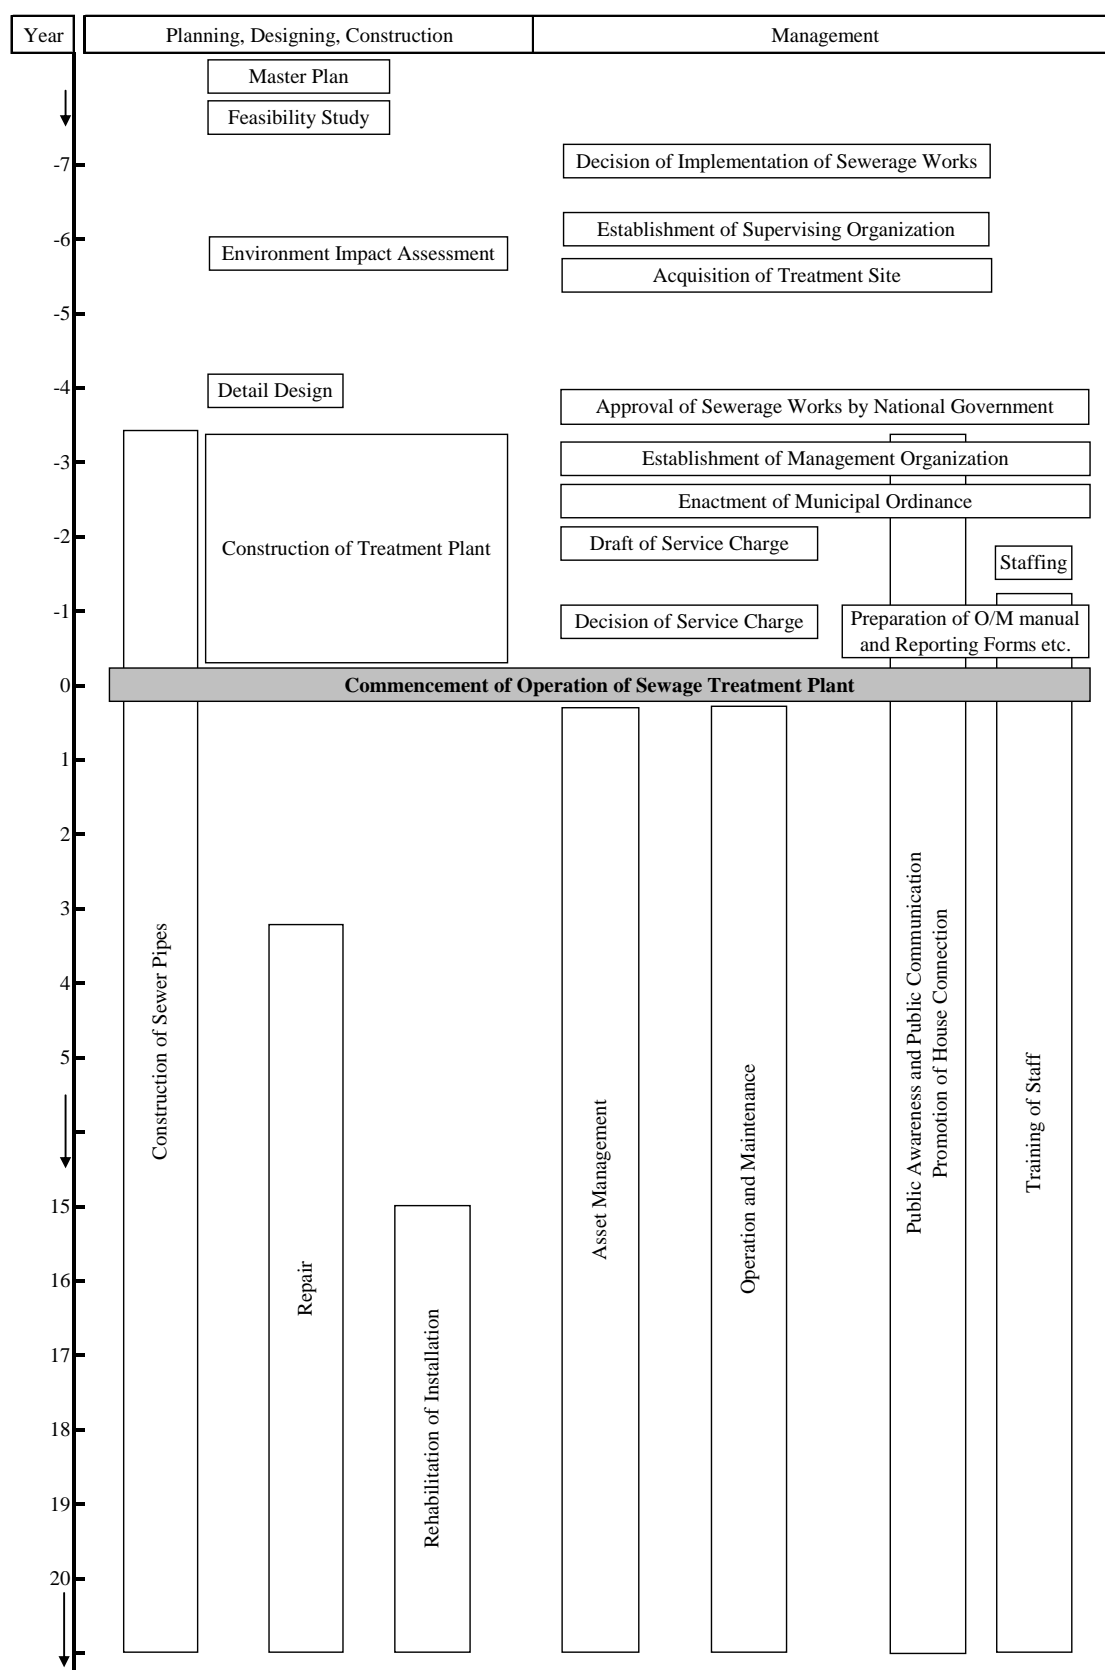 Year
Planning, Designing, Construction
Management
Master Plan
Feasibility Study
-7
Decision of Implementation of Sewerage Works
-6
Establishment of Supervising Organization
Environment Impact Assessment
Acquisition of Treatment Site
-5
-4
Detail Design
Approval of Sewerage Works by National Government
-3
Establishment of Management Organization
Enactment of Municipal Ordinance
-2
Construction of Treatment Plant
Draft of Service Charge
Staffing
-1
Decision of Service Charge
Preparation of O/M manual
and Reporting Forms etc.
0
Commencement of Operation of Sewage Treatment Plant
1
2
3
4
5
15
16
17
18
19
20
Construction of Sewer Pipes
Repair
Rehabilitation of Installation
Asset Management
Operation and Maintenance
Public Awareness and Public Communication
Promotion of House Connection
Training of Staff